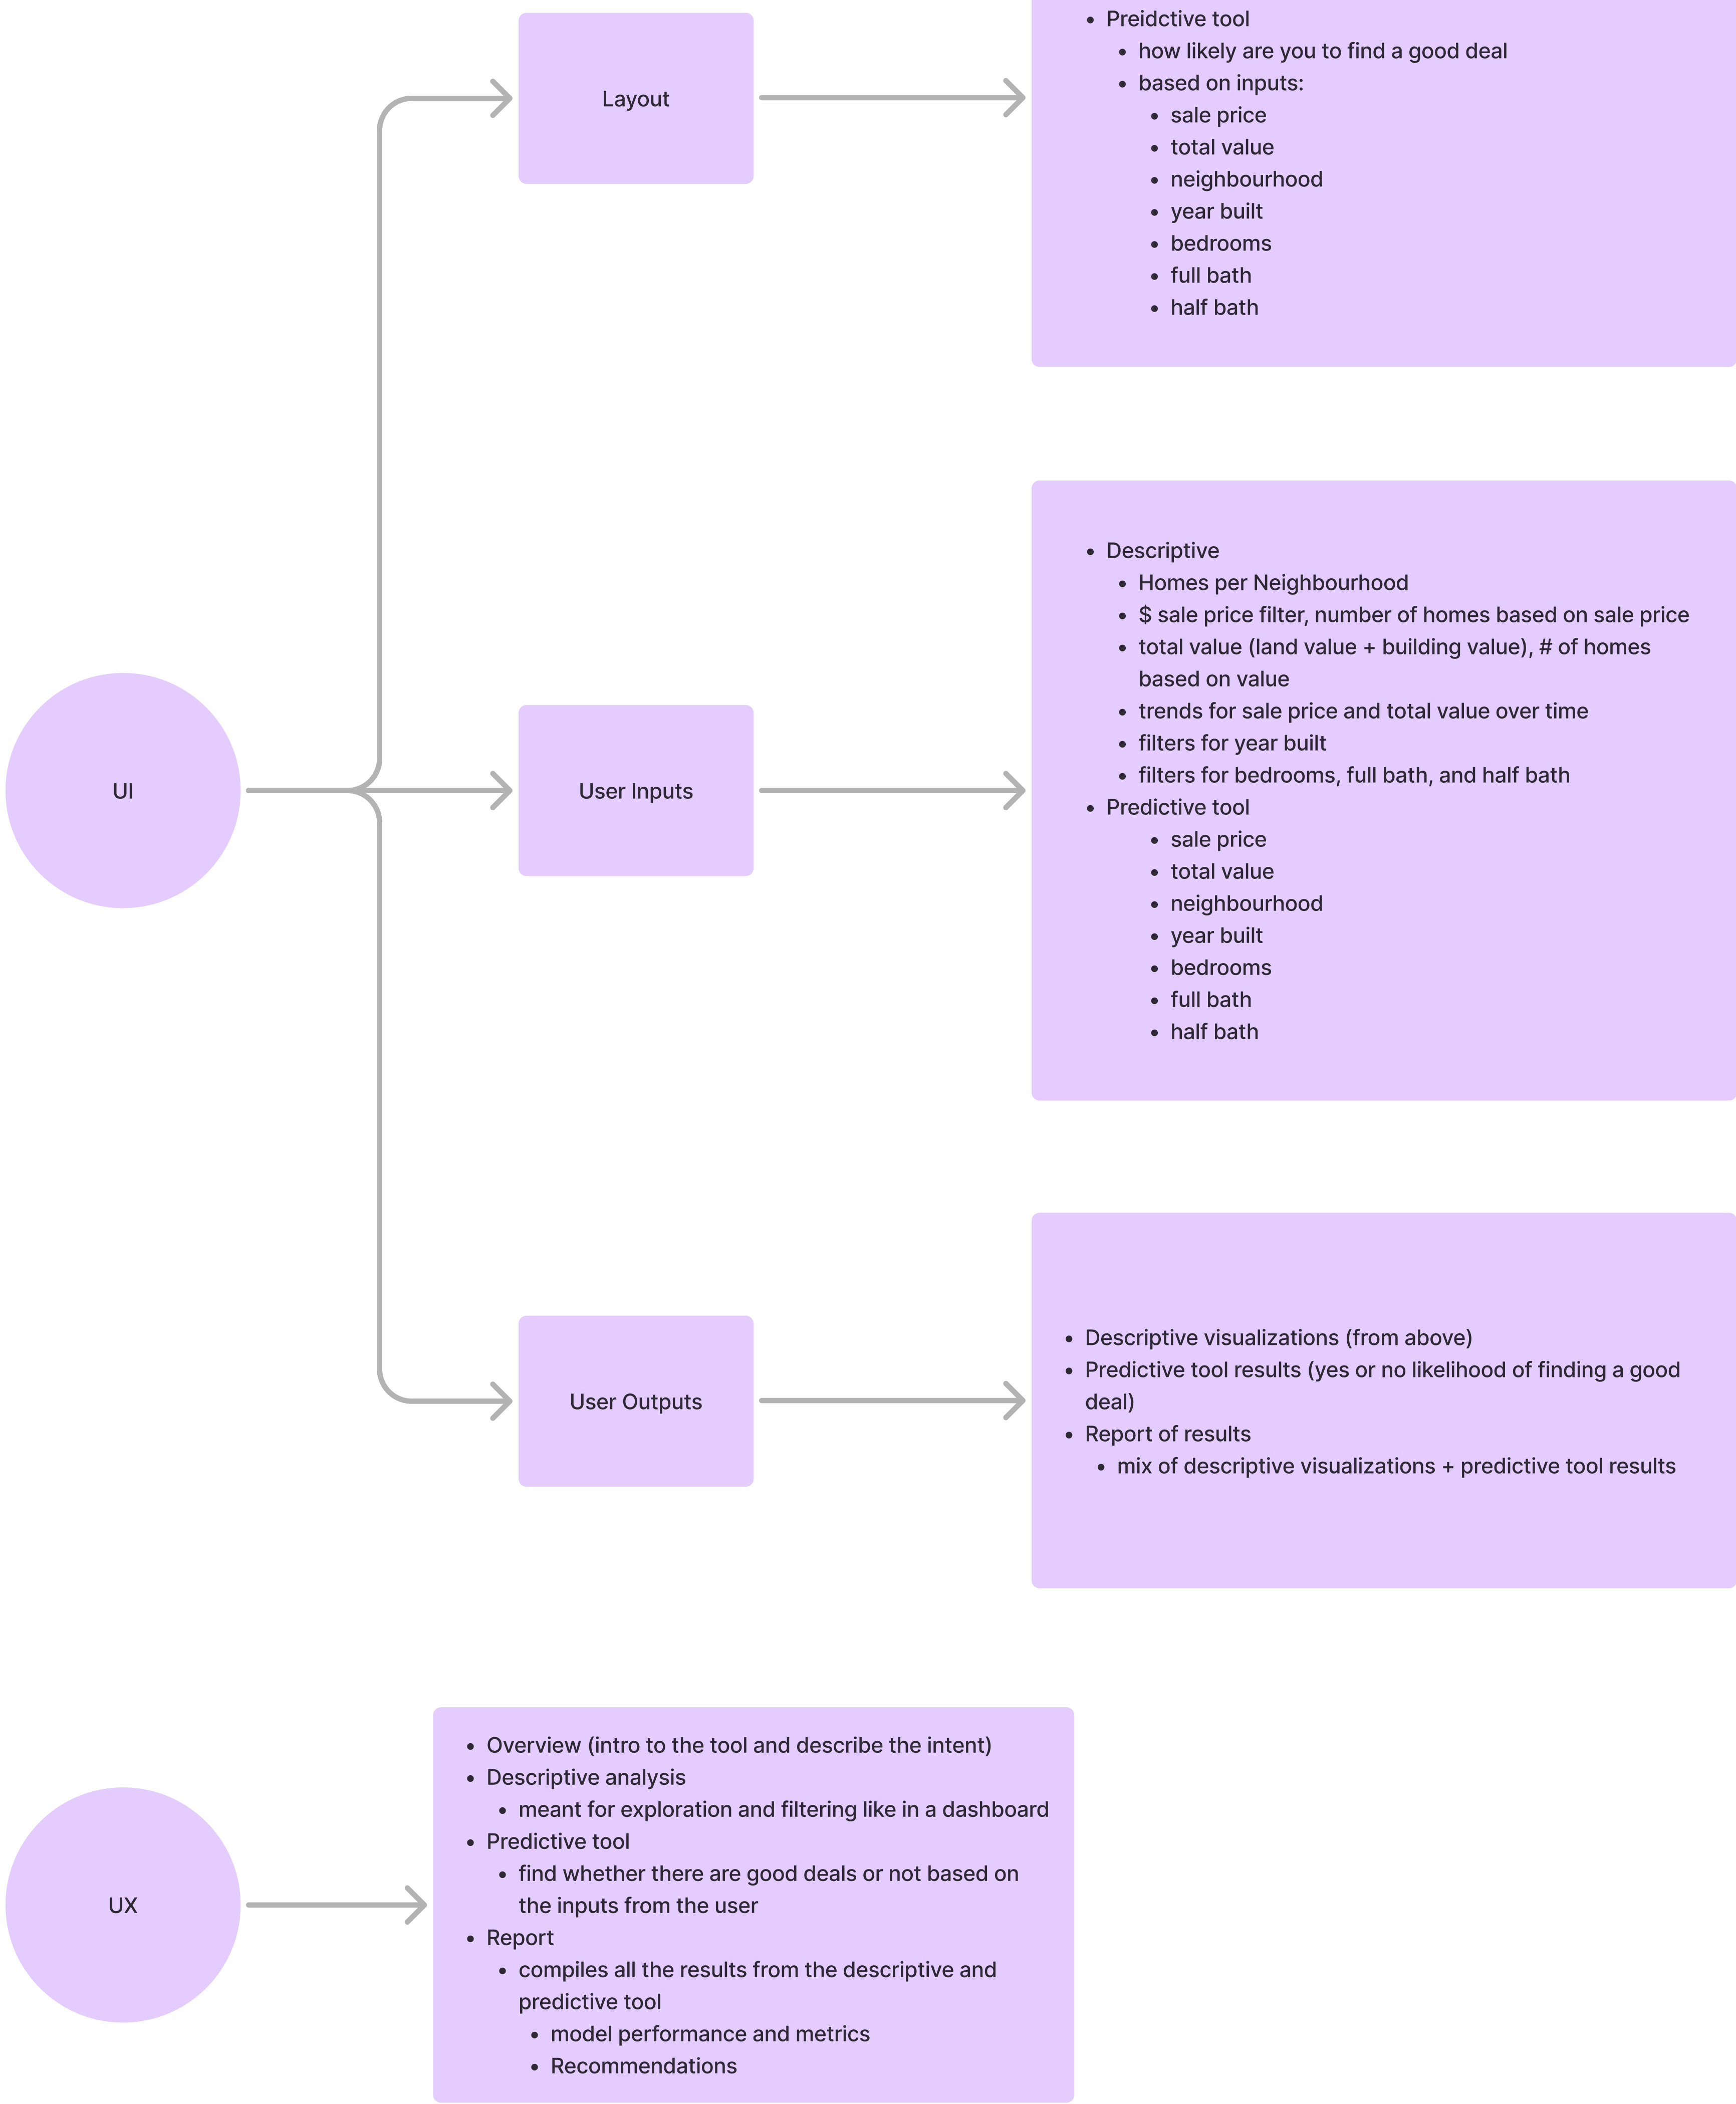 Layout
• Preidctive tool
• how likely are you to find a good deal
• based on inputs:
• sale price
• total value
• neighbourhood
• year built
• bedrooms
• full bath
• half bath
UI
User Inputs
• Descriptive
• Homes per Neighbourhood
• $ sale price filter, number of homes based on sale price
• total value (land value + building value), # of homes
based on value
• trends for sale price and total value over time
• filters for year built
• filters for bedrooms, full bath, and half bath
• Predictive tool
• sale price
• total value
• neighbourhood
• year built
• bedrooms
• full bath
• half bath
User Outputs
• Descriptive visualizations (from above)
• Predictive tool results (yes or no likelihood of finding a good
deal)
• Report of results
• mix of descriptive visualizations + predictive tool results
UX
• Overview (intro to the tool and describe the intent)
• Descriptive analysis
• meant for exploration and filtering like in a dashboard
• Predictive tool
• find whether there are good deals or not based on
the inputs from the user
• Report
• compiles all the results from the descriptive and
predictive tool
• model performance and metrics
• Recommendations